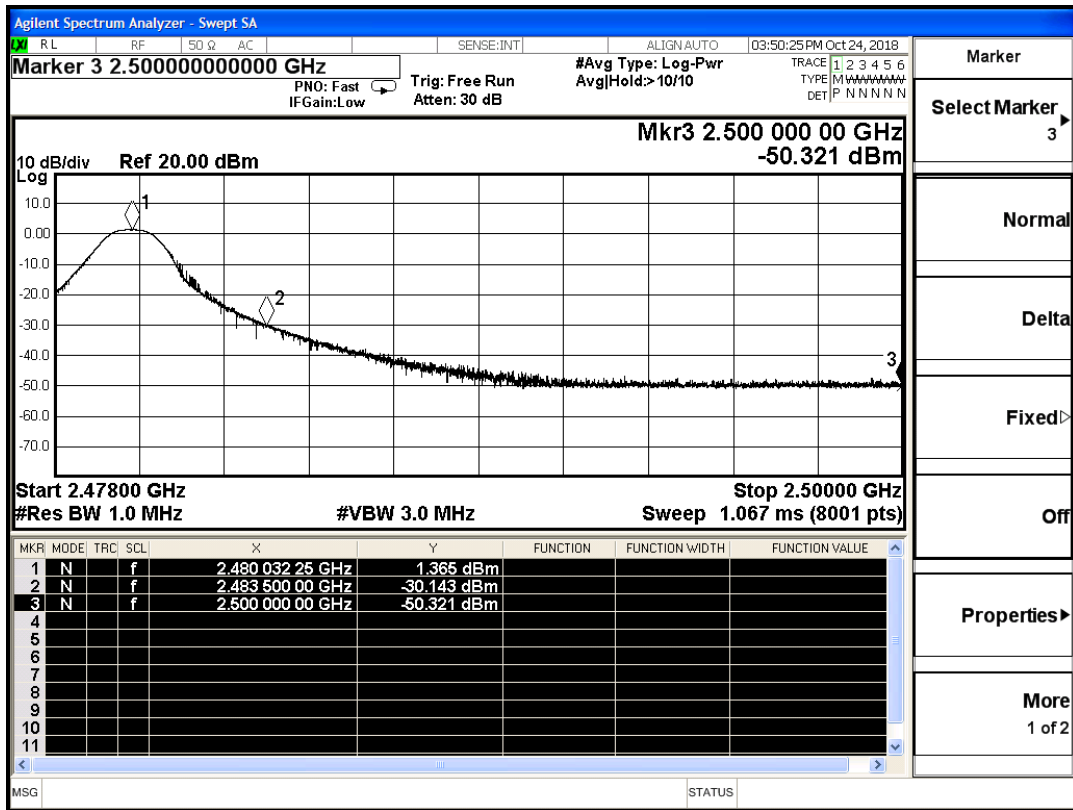 Agilent Spectrum Analyzer - Swept SA
LXI RL RF 50 Ω AC SENSE:INT ALIGN AUTO 03:50:25 PM Oct 24, 2018
Marker 3 2.500000000000 GHz
PNO: Fast
IFGain:Low
Trig: Free Run
Atten: 30 dB
#Avg Type: Log-Pwr
Avg|Hold:>10/10
TRACE 1 2 3 4 5 6
TYPE M
DET P N N N N N
Mkr3 2.500 000 00 GHz
-50.321 dBm
10 dB/div Ref 20.00 dBm
Log
10.0
0.00
-10.0
-20.0
-30.0
-40.0
-50.0
-60.0
-70.0
1
2
3
Start 2.47800 GHz Stop 2.50000 GHz
#Res BW 1.0 MHz #VBW 3.0 MHz Sweep 1.067 ms (8001 pts)
MKR MODE TRC SCL X Y FUNCTION FUNCTION WIDTH FUNCTION VALUE
1 N f 2.480 032 25 GHz 1.365 dBm
2 N f 2.483 500 00 GHz -30.143 dBm
3 N f 2.500 000 00 GHz -50.321 dBm
4
5
6
7
8
9
10
11
MSG STATUS
Marker
Select Marker
3
Normal
Delta
Fixed
Off
Properties
More
1 of 2